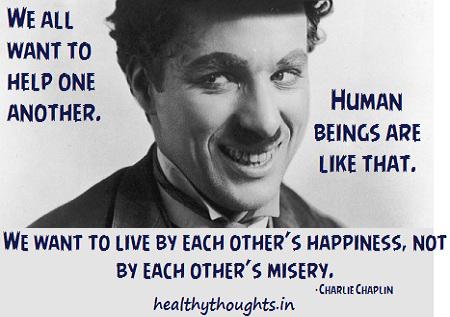 We all
want to
help one
another.
Human
beings are
like that.
We want to live by each other's happiness, not
by each other's misery.
-Charlie Chaplin
healthythoughts.in